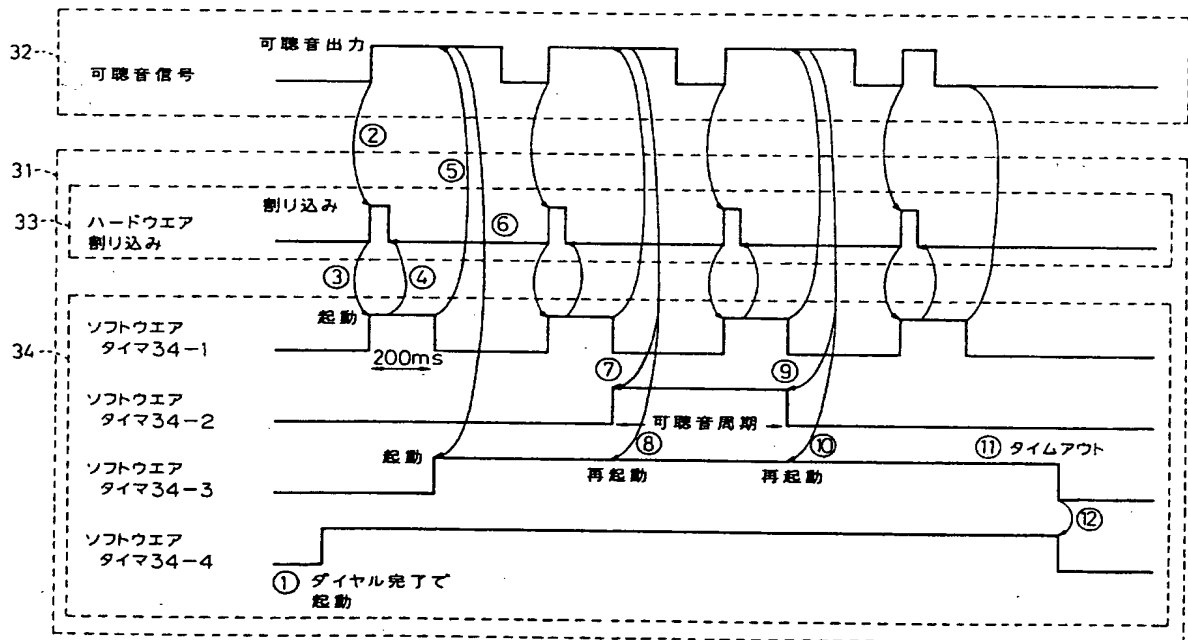 32
可聴音出力
可聴音信号
②
⑤
31
33
割り込み
ハードウエア
割り込み
⑥
③
④
34
起動
ソフトウエア
タイマ34-1
200ms
⑦
⑨
ソフトウエア
タイマ34-2
可聴音周期
⑧
⑩
起動
⑪ タイムアウト
ソフトウエア
タイマ34-3
再起動
再起動
⑫
ソフトウエア
タイマ34-4
① ダイヤル完了で
起動